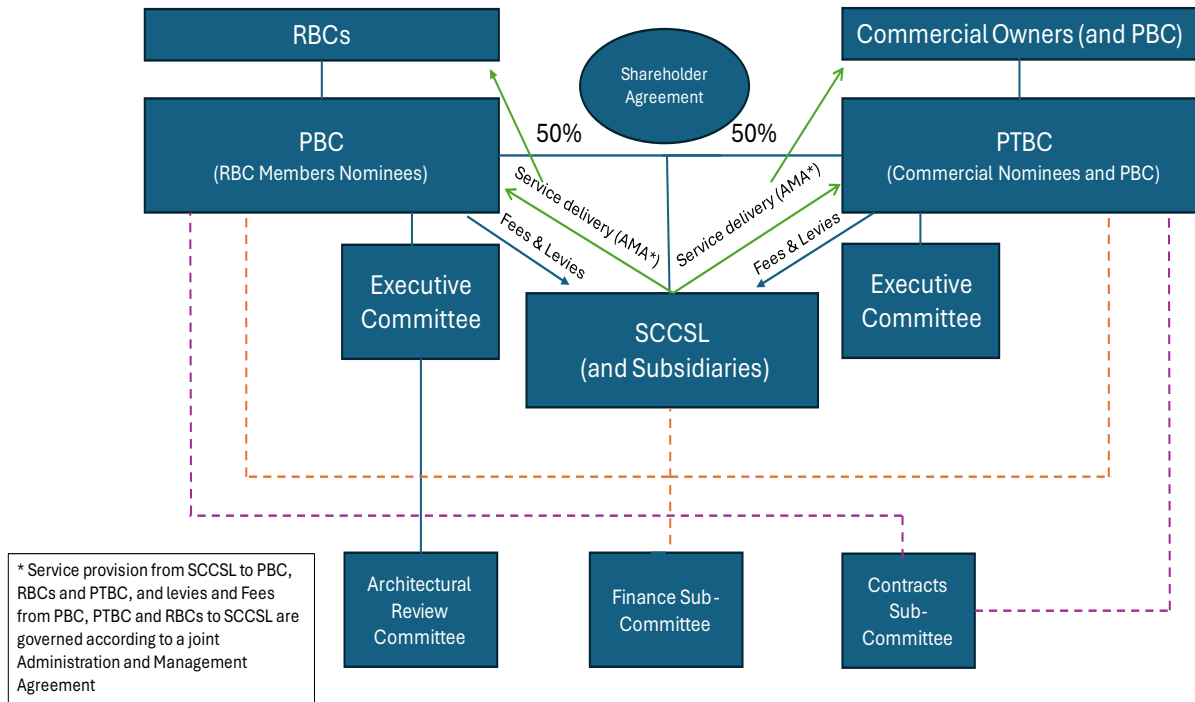 RBCs
Commercial Owners (and PBC)
Shareholder
Agreement
50%
50%
PBC
(RBC Members Nominees)
PTBC
(Commercial Nominees and PBC)
Service delivery (AMA*)
Fees & Levies
Service delivery (AMA*)
Fees & Levies
Executive
Committee
Executive
Committee
SCCSL
(and Subsidiaries)
* Service provision from SCCSL to PBC,
RBCs and PTBC, and levies and Fees
from PBC, PTBC and RBCs to SCCSL are
governed according to a joint
Administration and Management
Agreement
Architectural
Review
Committee
Finance Sub-
Committee
Contracts
Sub-
Committee